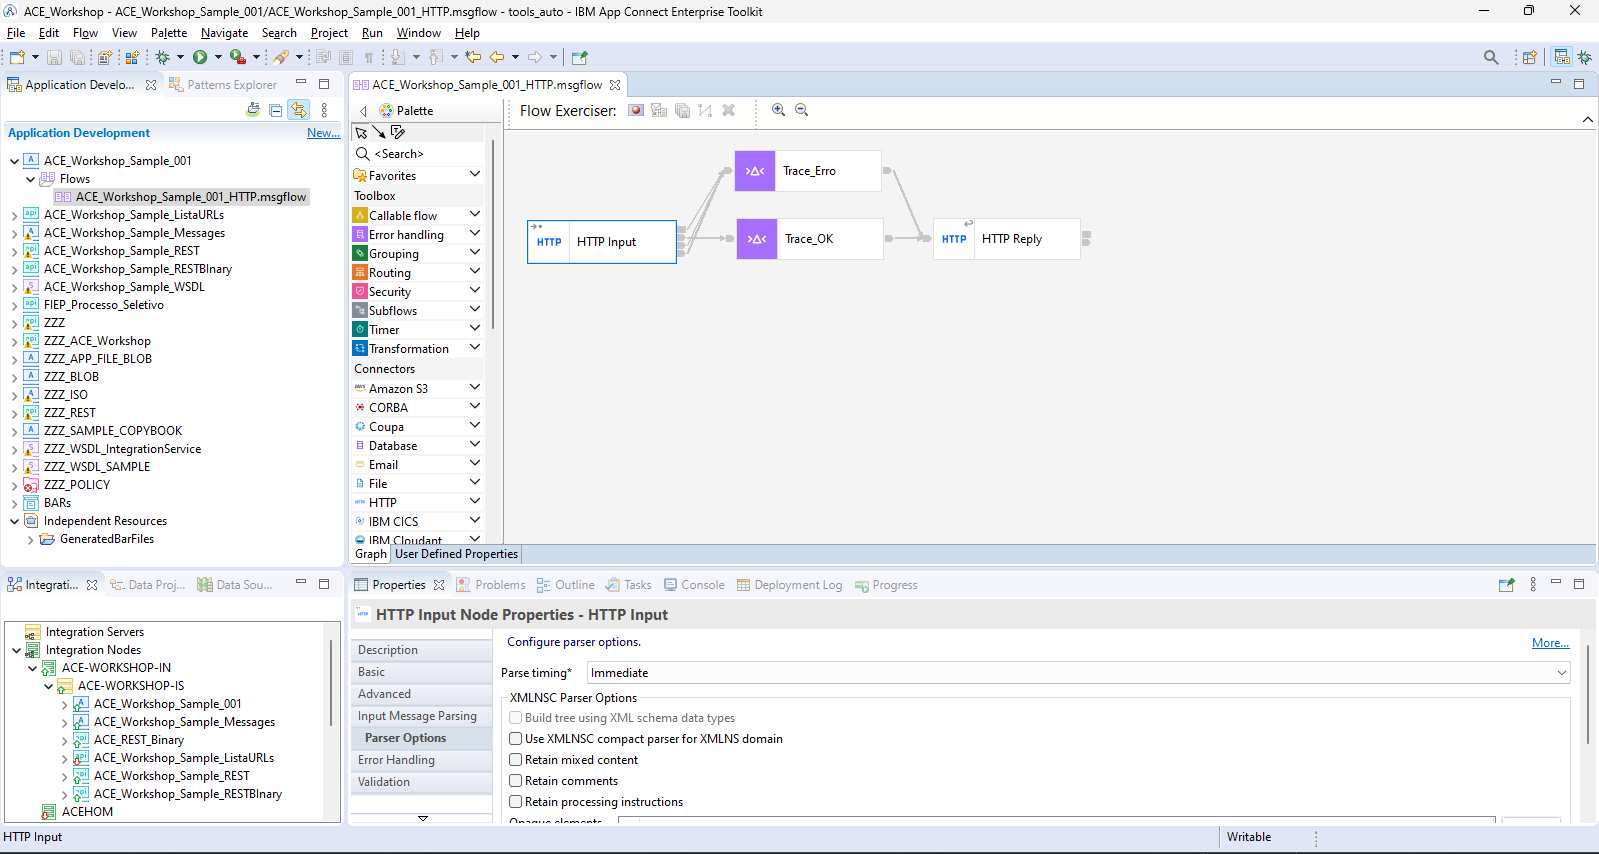 ACE_Workshop - ACE_Workshop_Sample_001/ACE_Workshop_Sample_001_HTTP.msgflow - tools_auto - IBM App Connect Enterprise Toolkit
File Edit Flow View Palette Navigate Search Project Run Window Help
Application Develo... Patterns Explorer
Application Development New...
ACE_Workshop_Sample_001
Flows
ACE_Workshop_Sample_001_HTTP.msgflow
ACE_Workshop_Sample_ListaURLs
ACE_Workshop_Sample_Messages
ACE_Workshop_Sample_REST
ACE_Workshop_Sample_RESTBInary
ACE_Workshop_Sample_WSDL
FIEP_Processo_Seletivo
ZZZ
ZZZ_ACE_Workshop
ZZZ_APP_FILE_BLOB
ZZZ_BLOB
ZZZ_ISO
ZZZ_REST
ZZZ_SAMPLE_COPYBOOK
ZZZ_WSDL_IntegrationService
ZZZ_WSDL_SAMPLE
ZZZ_POLICY
BARs
Independent Resources
GeneratedBarFiles
ACE_Workshop_Sample_001_HTTP.msgflow
Palette
<Search>
Favorites
Toolbox
Callable flow
Error handling
Grouping
Routing
Security
Subflows
Timer
Transformation
Connectors
Amazon S3
CORBA
Coupa
Database
Email
File
HTTP
IBM CICS
IBM Cloudant
Flow Exerciser:
Trace_Erro
HTTP HTTP Input
Trace_OK
HTTP HTTP Reply
Graph User Defined Properties
Integrati... Data Proj... Data Sou...
Integration Servers
Integration Nodes
ACE-WORKSHOP-IN
ACE-WORKSHOP-IS
ACE_Workshop_Sample_001
ACE_Workshop_Sample_Messages
ACE_REST_Binary
ACE_Workshop_Sample_ListaURLs
ACE_Workshop_Sample_REST
ACE_Workshop_Sample_RESTBInary
ACEHOM
Properties Problems Outline Tasks Console Deployment Log Progress
HTTP Input Node Properties - HTTP Input
Description
Basic
Advanced
Input Message Parsing
Parser Options
Error Handling
Validation
Configure parser options. More...
Parse timing* Immediate
XMLNSC Parser Options
Build tree using XML schema data types
Use XMLNSC compact parser for XMLNS domain
Retain mixed content
Retain comments
Retain processing instructions
Opaque elements
HTTP Input Writable